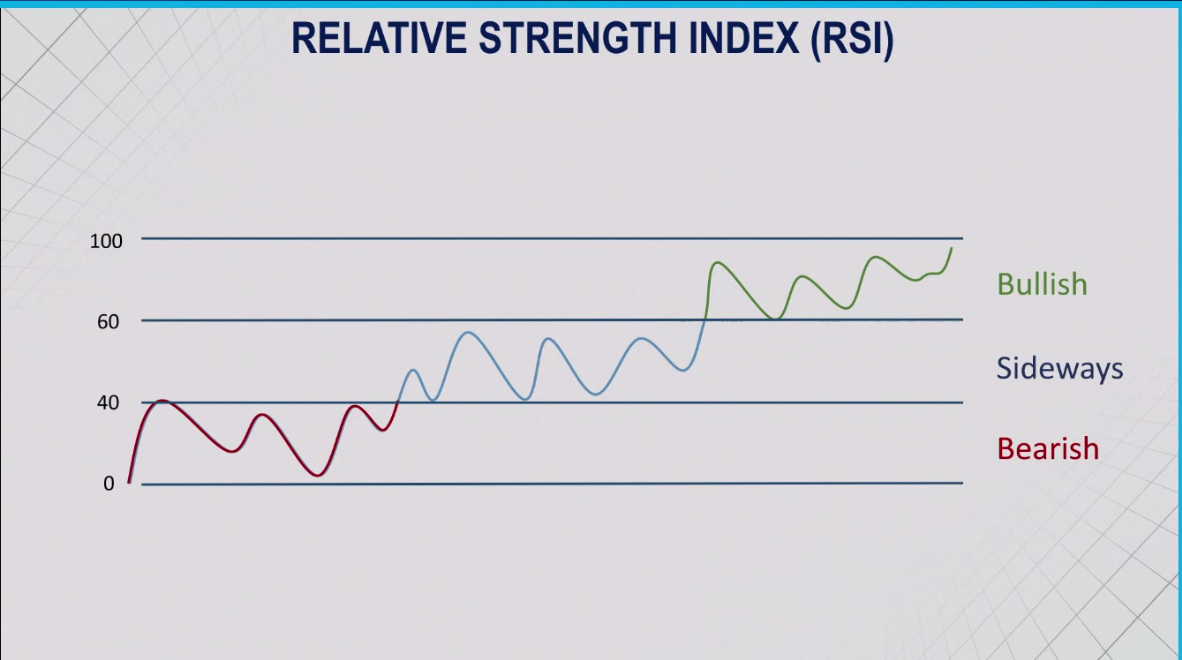 RELATIVE STRENGTH INDEX (RSI)
100
Bullish
60
Sideways
40
Bearish
0